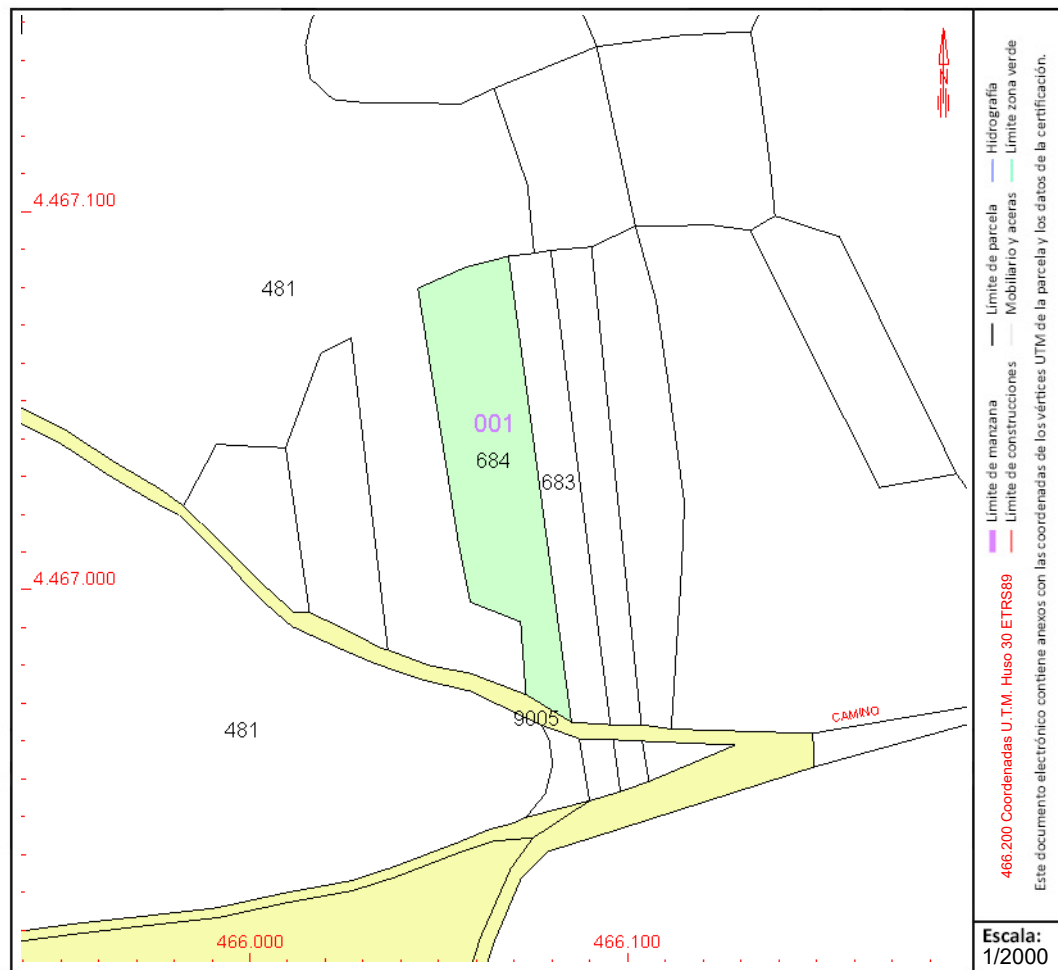 4.467.100
481
001
684
683
4.467.000
9005
481
CAMINO
466.000
466.100
N
466.200 Coordenadas U.T.M. Huso 30 ETRS89
Límite de manzana
Límite de construcciones
Límite de parcela
Mobiliario y aceras
Hidrografía
Límite zona verde
Este documento electrónico contiene anexos con las coordenadas de los vértices UTM de la parcela y los datos de la certificación.
Escala:
1/2000